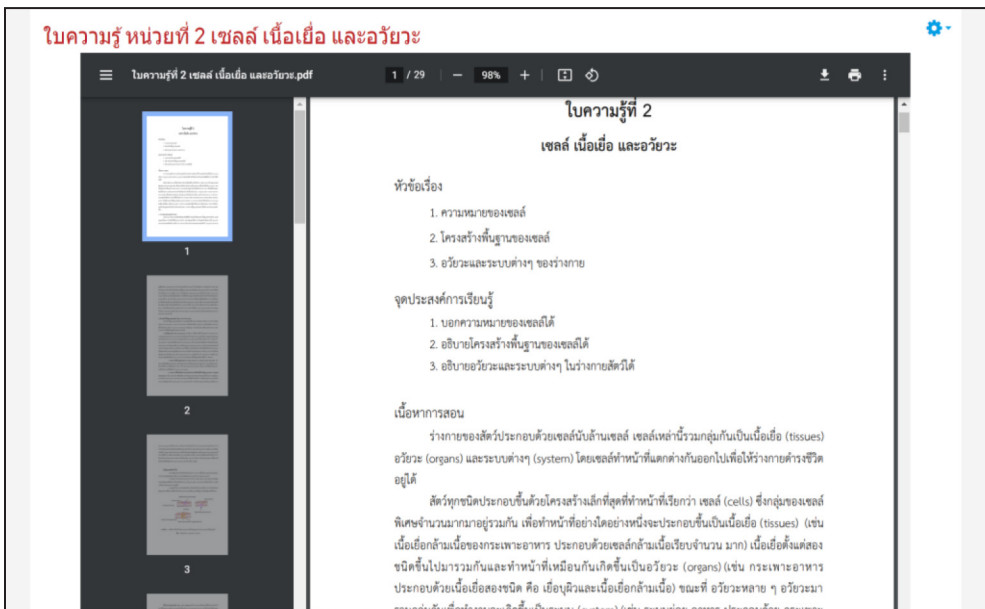 ใบความรู้ หน่วยที่ 2 เซลล์ เนื้อเยื่อ และอวัยวะ
ใบความรู้ที่ 2 เซลล์ เนื้อเยื่อ และอวัยวะ.pdf
1 / 29
98%
1
2
3
ใบความรู้ที่ 2
เซลล์ เนื้อเยื่อ และอวัยวะ
หัวข้อเรื่อง
1. ความหมายของเซลล์
2. โครงสร้างพื้นฐานของเซลล์
3. อวัยวะและระบบต่างๆ ของร่างกาย
จุดประสงค์การเรียนรู้
1. บอกความหมายของเซลล์ได้
2. อธิบายโครงสร้างพื้นฐานของเซลล์ได้
3. อธิบายอวัยวะและระบบต่างๆ ในร่างกายสัตว์ได้
เนื้อหาการสอน
ร่างกายของสัตว์ประกอบด้วยเซลล์นับล้านเซลล์ เซลล์เหล่านี้รวมกลุ่มกันเป็นเนื้อเยื่อ (tissues)
อวัยวะ (organs) และระบบต่างๆ (system) โดยเซลล์ทำหน้าที่แตกต่างกันออกไปเพื่อให้ร่างกายดำรงชีวิต
อยู่ได้
สัตว์ทุกชนิดประกอบขึ้นด้วยโครงสร้างเล็กที่สุดที่ทำหน้าที่เรียกว่า เซลล์ (cells) ซึ่งกลุ่มของเซลล์
พิเศษจำนวนมากมาอยู่รวมกัน เพื่อทำหน้าที่อย่างใดอย่างหนึ่งจะประกอบขึ้นเป็นเนื้อเยื่อ (tissues) (เช่น
เนื้อเยื่อกล้ามเนื้อของกระเพาะอาหาร ประกอบด้วยเซลล์กล้ามเนื้อเรียบจำนวน มาก) เนื้อเยื่อตั้งแต่สอง
ชนิดขึ้นไปมารวมกันและทำหน้าที่เหมือนกันเกิดขึ้นเป็นอวัยวะ (organs) (เช่น กระเพาะอาหาร
ประกอบด้วยเนื้อเยื่อสองชนิด คือ เยื่อบุผิวและเนื้อเยื่อกล้ามเนื้อ) ขณะที่ อวัยวะหลาย ๆ อวัยวะมา